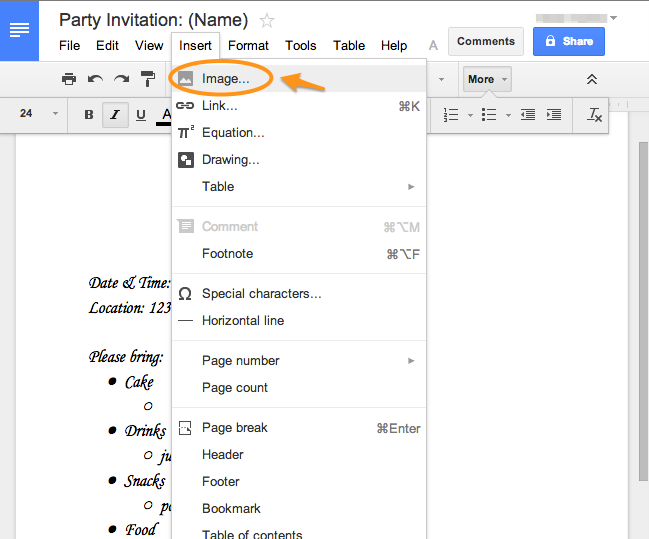 Party Invitation: (Name)
File Edit View Insert Format Tools Table Help A
Comments
Share
More
24 B I U A
Image...
Link... ⌘K
π² Equation...
Drawing...
Table
Comment ⌘⌥M
Footnote ⌘⌥F
Ω Special characters...
Horizontal line
Page number
Page count
Page break ⌘Enter
Header
Footer
Bookmark
Table of contents
Date & Time:
Location: 123
Please bring:
Cake
Drinks
Snacks
Food